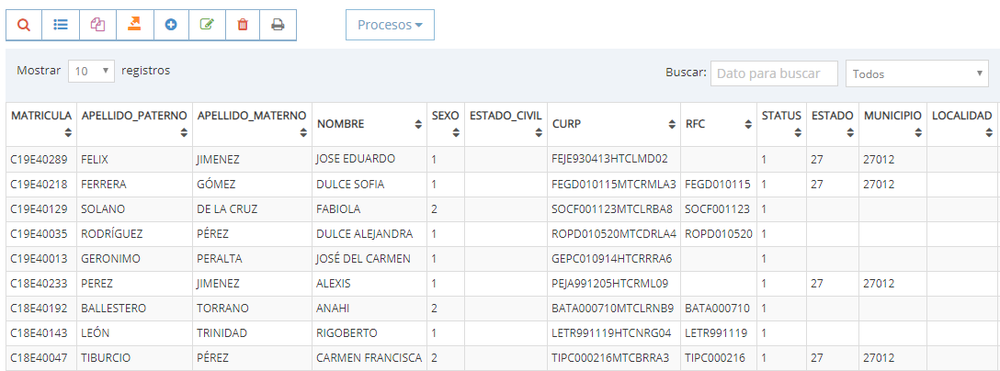 Procesos
Mostrar 10 registros Buscar: Dato para buscar Todos
MATRICULA APELLIDO_PATERNO APELLIDO_MATERNO NOMBRE SEXO ESTADO_CIVIL CURP RFC STATUS ESTADO MUNICIPIO LOCALIDAD
C19E40289 FELIX JIMENEZ JOSE EDUARDO 1 FEJE930413HTCLMD02 1 27 27012
C19E40218 FERRERA GÓMEZ DULCE SOFIA 1 FEGD010115MTCRMLA3 FEGD010115 1 27 27012
C19E40129 SOLANO DE LA CRUZ FABIOLA 2 SOCF001123MTCLRBA8 SOCF001123 1
C19E40035 RODRÍGUEZ PÉREZ DULCE ALEJANDRA 1 ROPD010520MTCDRLA4 ROPD010520 1
C19E40013 GERONIMO PERALTA JOSÉ DEL CARMEN 1 GEPC010914HTCRRRA6 1
C18E40233 PEREZ JIMENEZ ALEXIS 1 PEJA991205HTCRML09 1 27 27012
C18E40192 BALLESTERO TORRANO ANAHI 2 BATA000710MTCLRNB9 BATA000710 1
C18E40143 LEÓN TRINIDAD RIGOBERTO 1 LETR991119HTCNRG04 LETR991119 1
C18E40047 TIBURCIO PÉREZ CARMEN FRANCISCA 2 TIPC000216MTCBRRA3 TIPC000216 1 27 27012